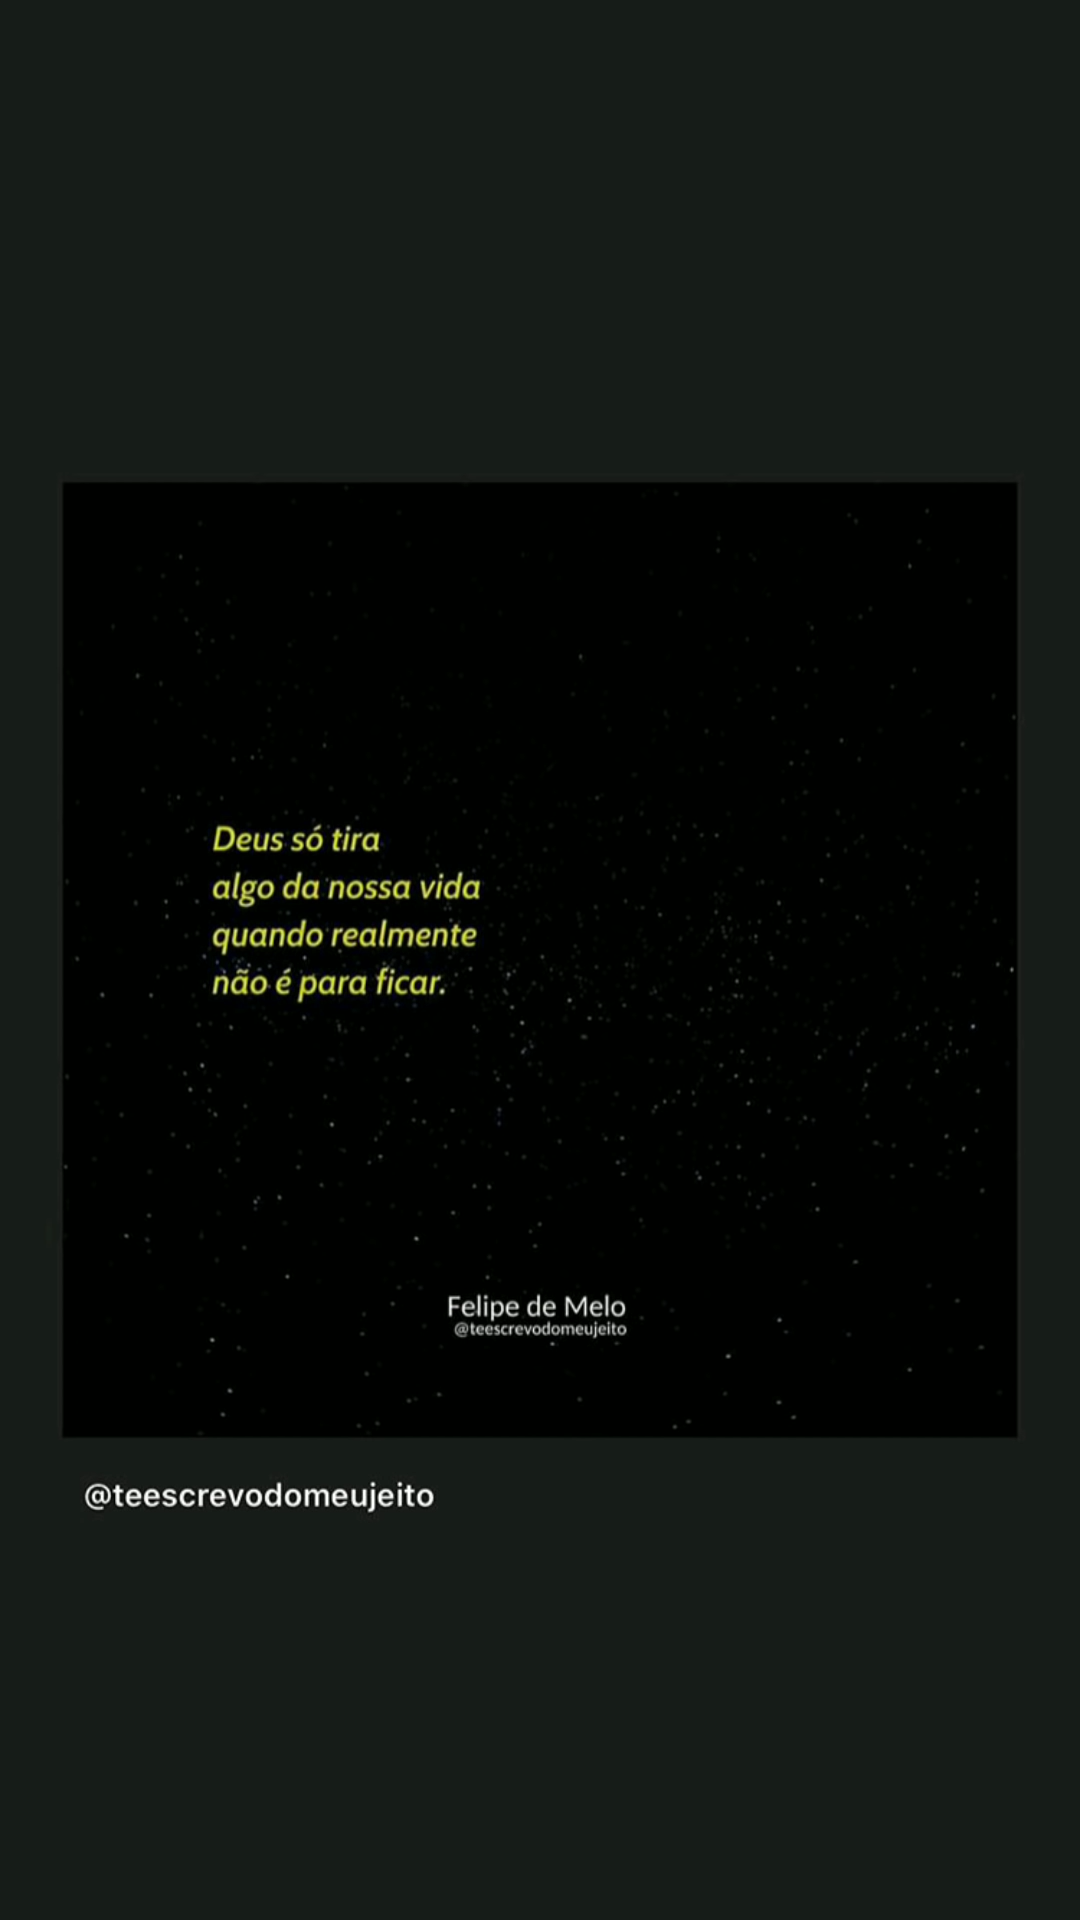 Deus só tira
algo da nossa vida
quando realmente
não é para ficar.
Felipe de Melo
@teescrevodomeujeito
@teescrevodomeujeito